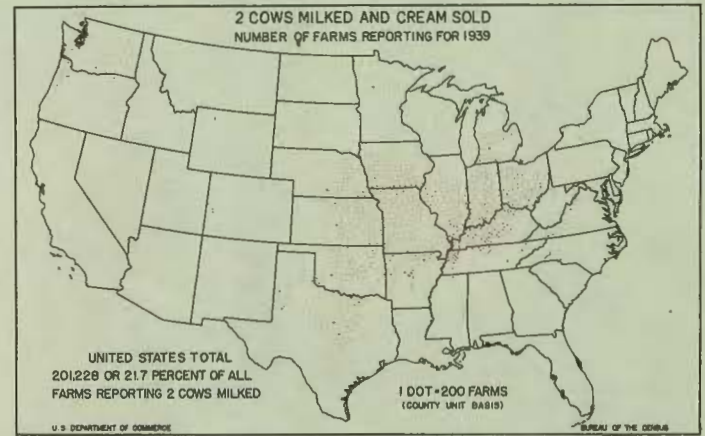 2 COWS MILKED AND CREAM SOLD
NUMBER OF FARMS REPORTING FOR 1939
UNITED STATES TOTAL
201,228 OR 21.7 PERCENT OF ALL
FARMS REPORTING 2 COWS MILKED
1 DOT=200 FARMS
(COUNTY UNIT BASIS)
U. S. DEPARTMENT OF COMMERCE
BUREAU OF THE CENSUS